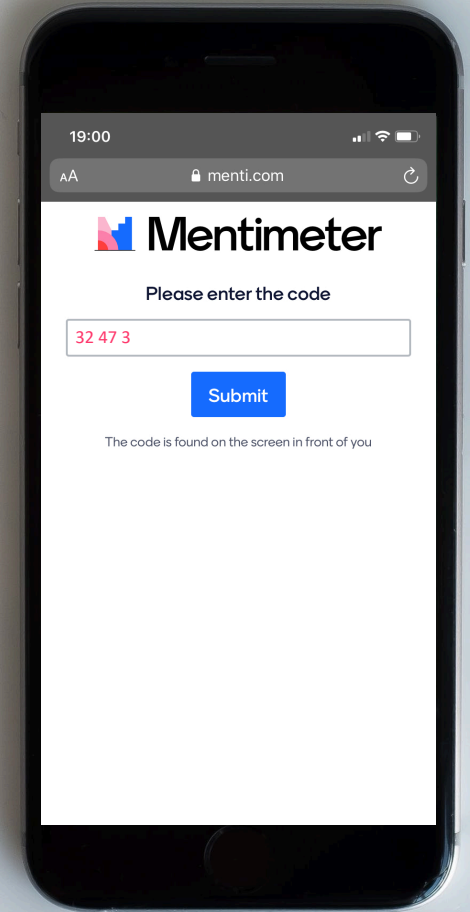 19:00
AA menti.com
Mentimeter
Please enter the code
32 47 3
Submit
The code is found on the screen in front of you